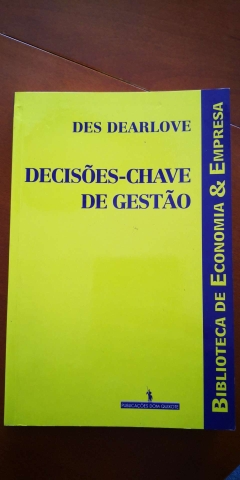 DES DEARLOVE
DECISÕES-CHAVE
DE GESTÃO
BIBLIOTECA DE ECONOMIA & EMPRESA
PUBLICAÇÕES DOM QUIXOTE